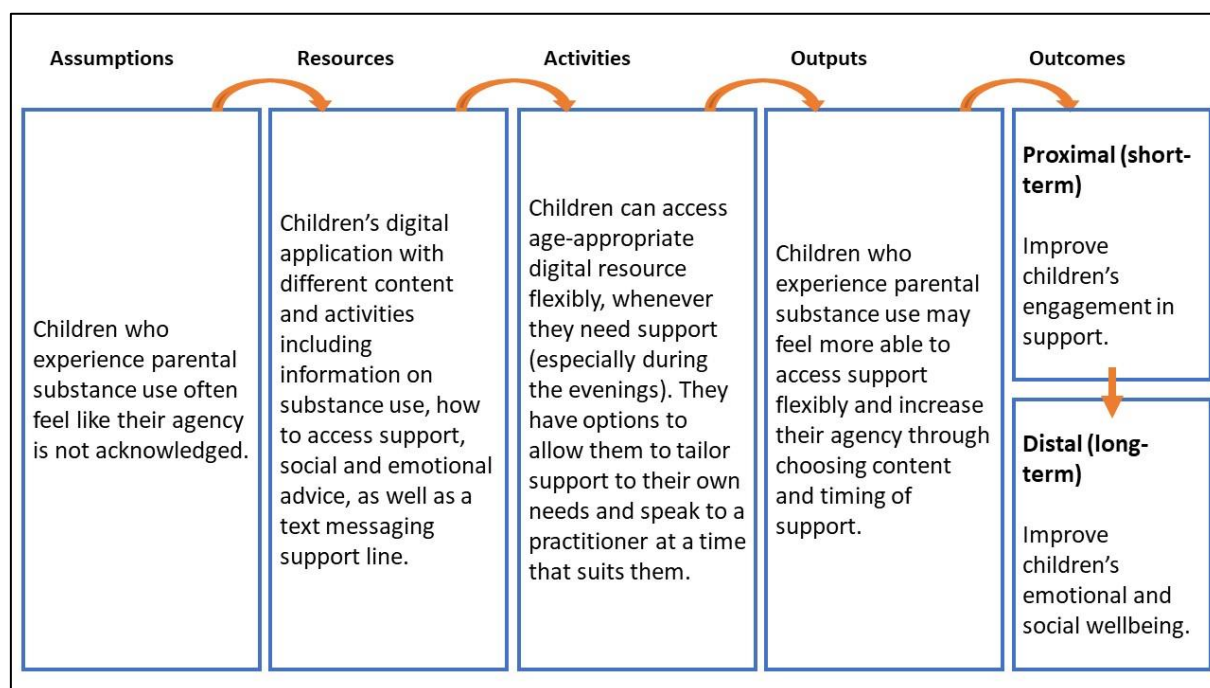 Assumptions
Resources
Activities
Outputs
Outcomes
Children who
experience parental
substance use often
feel like their agency
is not acknowledged.
Children’s digital
application with
different content
and activities
including
information on
substance use, how
to access support,
social and emotional
advice, as well as a
text messaging
support line.
Children can access
age-appropriate
digital resource
flexibly, whenever
they need support
(especially during
the evenings). They
have options to
allow them to tailor
support to their own
needs and speak to a
practitioner at a time
that suits them.
Children who
experience parental
substance use may
feel more able to
access support
flexibly and increase
their agency through
choosing content
and timing of
support.
Proximal (short-
term)
Improve
children’s
engagement in
support.
Distal (long-
term)
Improve
children’s
emotional and
social wellbeing.